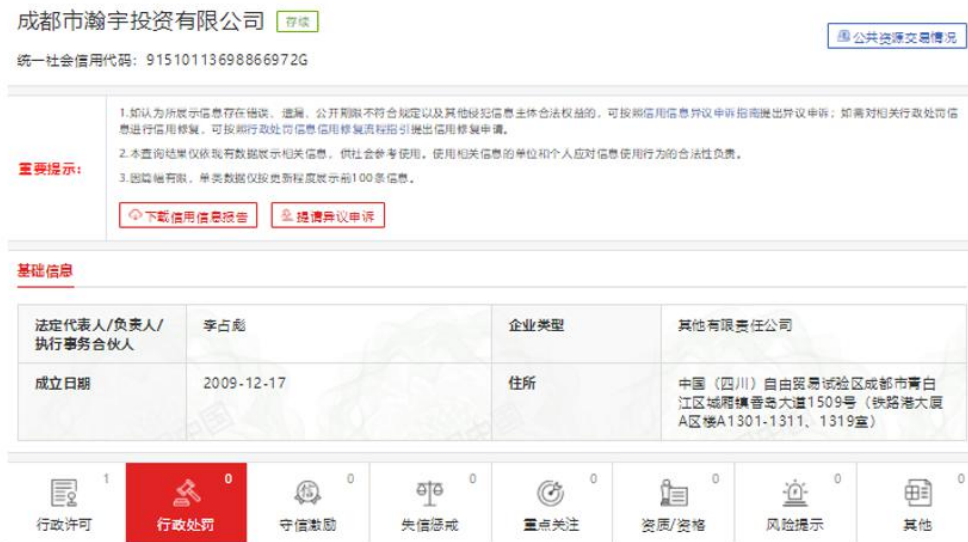 成都市瀚宇投资有限公司 存续
公共资源交易情况
统一社会信用代码：91510113698866972G
重要提示：
1.如认为所展示信息存在错误、遗漏、公开期限不符合规定以及其他侵犯信息主体合法权益的，可按照信用信息异议申诉指南提出异议申诉；如需对相关行政处罚信
息进行信用修复，可按照行政处罚信息信用修复流程指引提出信用修复申请。
2.本查询结果仅依现有数据展示相关信息，供社会参考使用。使用相关信息的单位和个人应对信息使用行为的合法性负责。
3.因篇幅有限，单类数据仅按更新程度展示前100条信息。
下载信用信息报告 提请异议申诉
基础信息
法定代表人/负责人/
执行事务合伙人
李占彪
企业类型
其他有限责任公司
成立日期
2009-12-17
住所
中国（四川）自由贸易试验区成都市青白
江区城厢镇香岛大道1509号（铁路港大厦
A区楼A1301-1311、1319室）
1 0 0 0 0 0 0 0
行政许可 行政处罚 守信激励 失信惩戒 重点关注 资质/资格 风险提示 其他